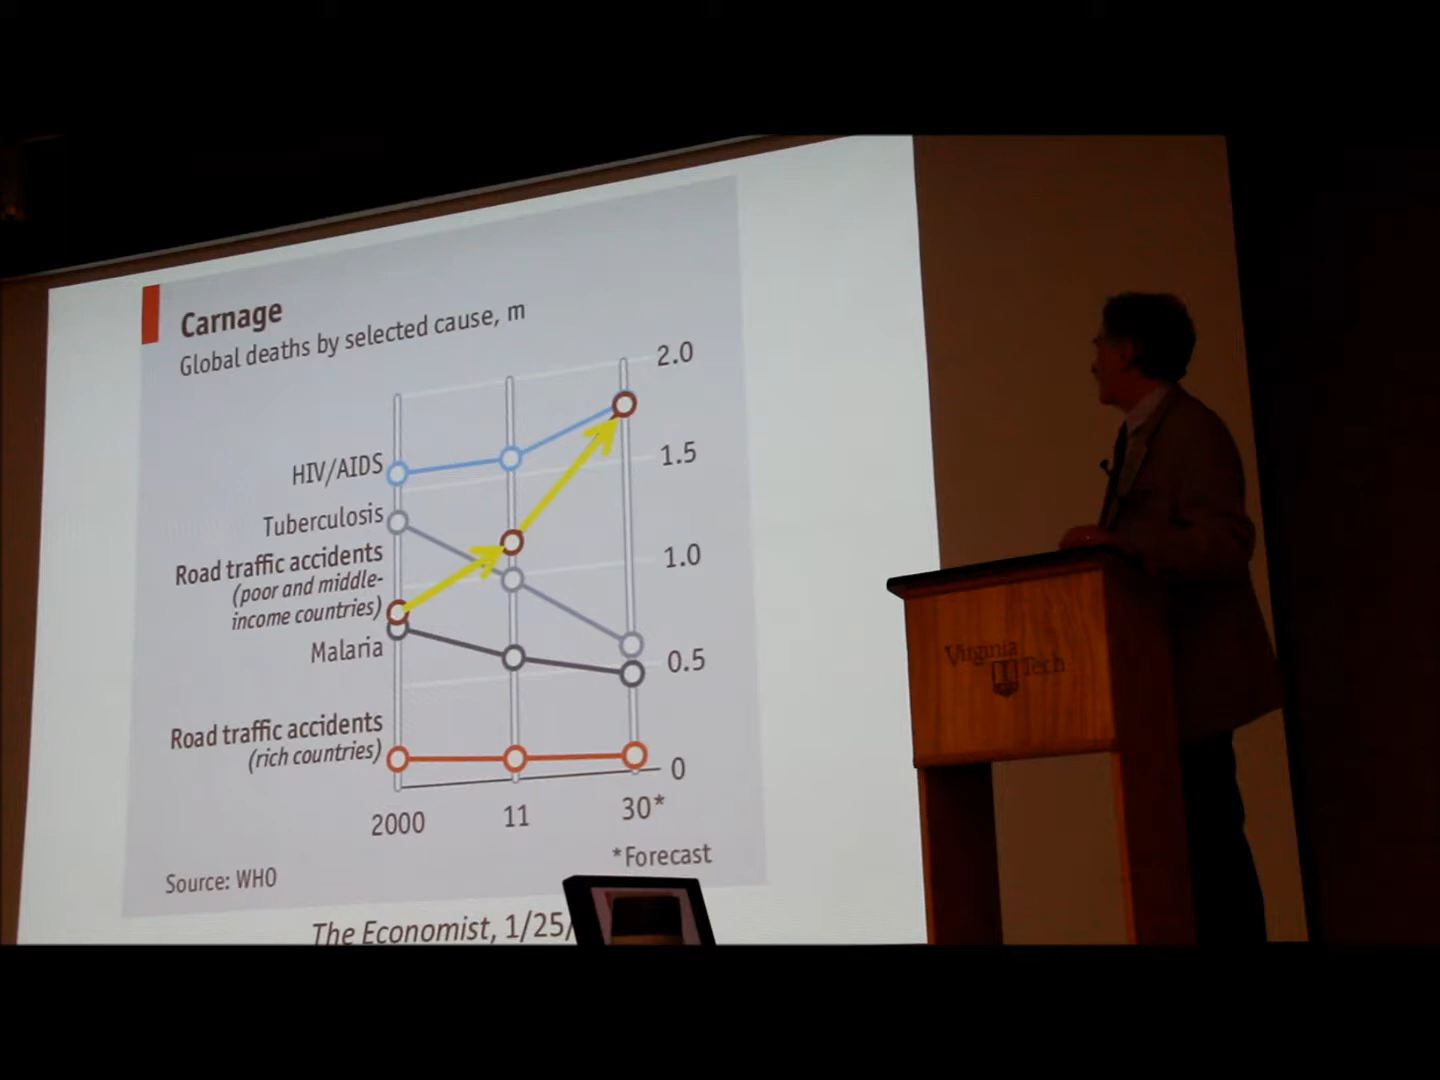 Carnage
Global deaths by selected cause, m
2.0
HIV/AIDS
1.5
Tuberculosis
Road traffic accidents
(poor and middle-
income countries)
1.0
Malaria
0.5
Road traffic accidents
(rich countries)
0
2000 11 30*
*Forecast
Source: WHO
The Economist, 1/25/
Virginia
Tech